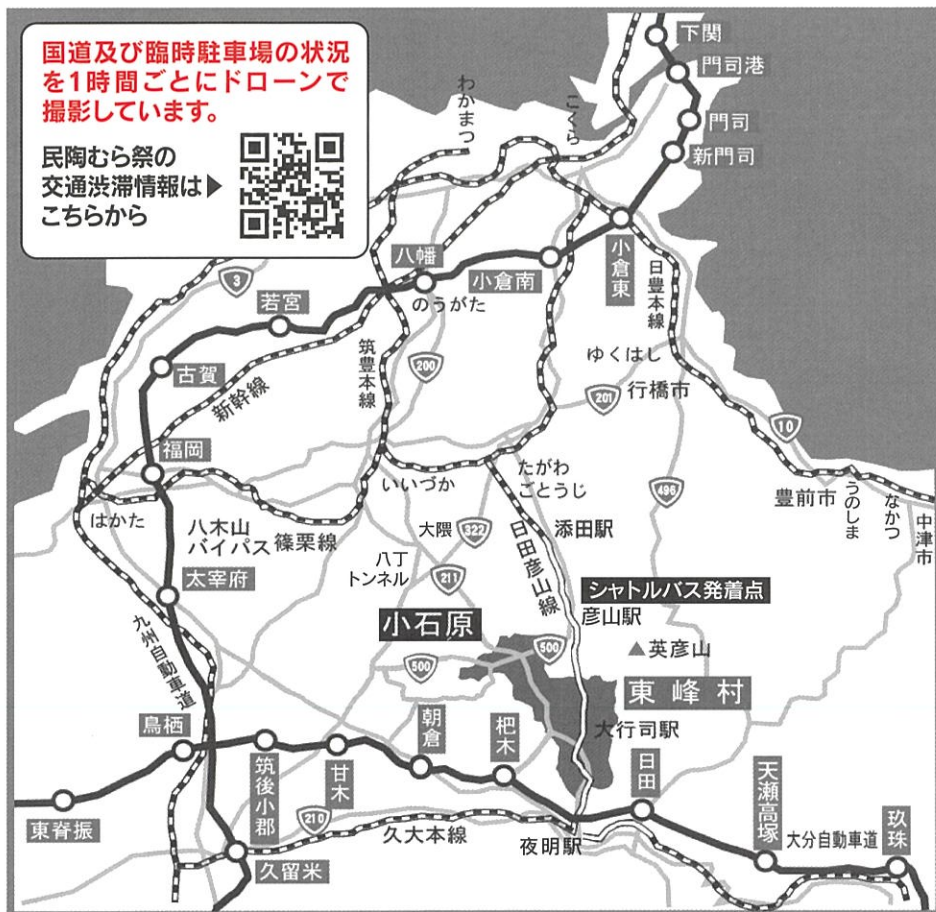 国道及び臨時駐車場の状況
を1時間ごとにドローンで
撮影しています。
民陶むら祭の
交通渋滞情報は▶
こちらから
下関
門司港
門司
新門司
わかまつ
こくら
小倉東
小倉南
八幡
のうがた
若宮
古賀
福岡
3
新幹線
筑豊本線
200
日豊本線
ゆくはし
行橋市
201
10
496
豊前市
うのしま
なかつ
中津市
はかた
八木山
バイパス
篠栗線
いいづか
たがわ
ごとうじ
大隈
322
八丁
トンネル
211
日田彦山線
添田駅
シャトルバス発着点
彦山駅
英彦山
太宰府
九州自動車道
小石原
500
500
東峰村
大行司駅
鳥栖
筑後小郡
甘木
朝倉
杷木
日田
天瀬高塚
大分自動車道
玖珠
東脊振
久留米
210
久大本線
夜明駅